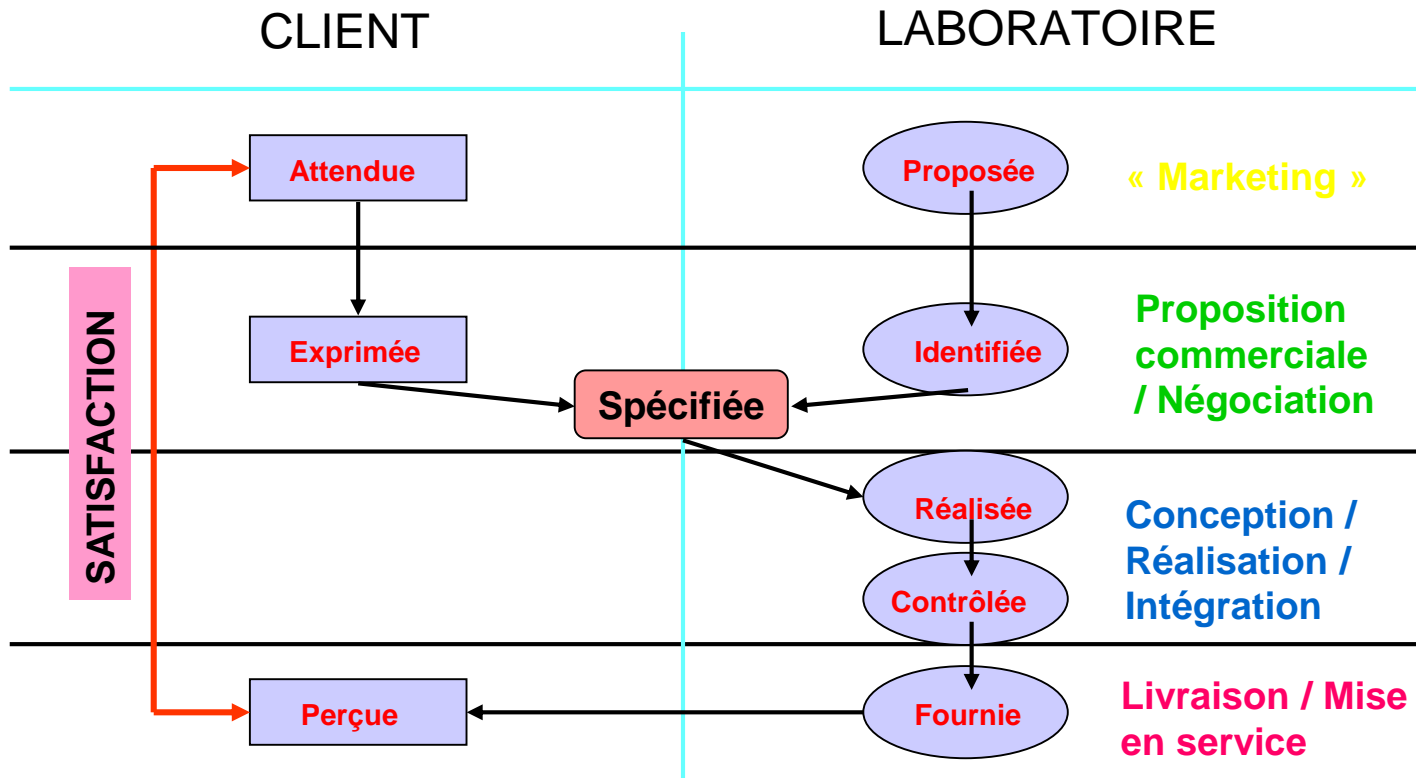 CLIENT
LABORATOIRE
Attendue
Proposée
« Marketing »
SATISFACTION
Exprimée
Identifiée
Proposition
commerciale
/ Négociation
Spécifiée
Réalisée
Contrôlée
Conception /
Réalisation /
Intégration
Perçue
Fournie
Livraison / Mise
en service